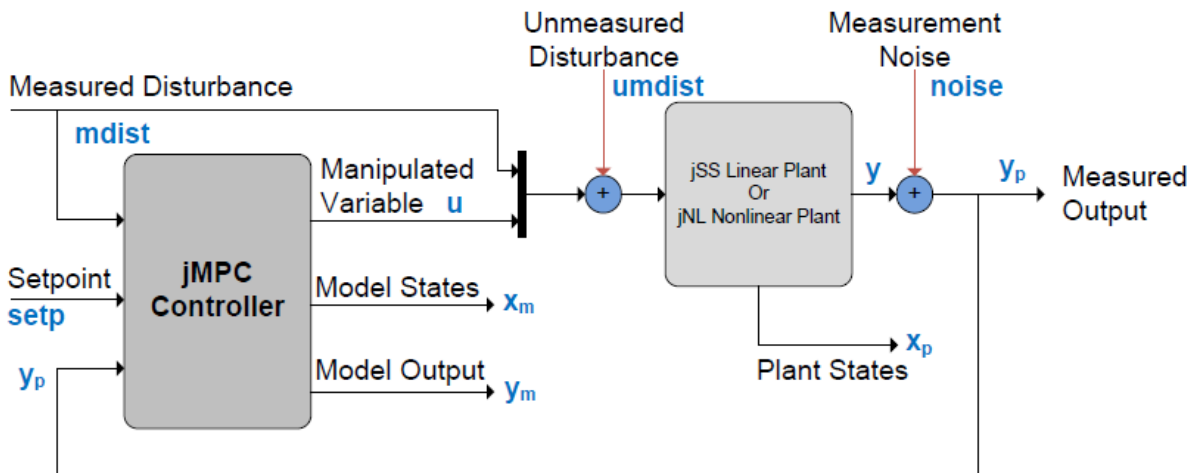 Unmeasured
Disturbance
umdist
Measurement
Noise
noise
Measured Disturbance
mdist
Manipulated
Variable u
jSS Linear Plant
Or
jNL Nonlinear Plant
y
yp
Measured
Output
jMPC
Controller
Setpoint
setp
Model States
xm
xp
Plant States
yp
Model Output
ym
+
+